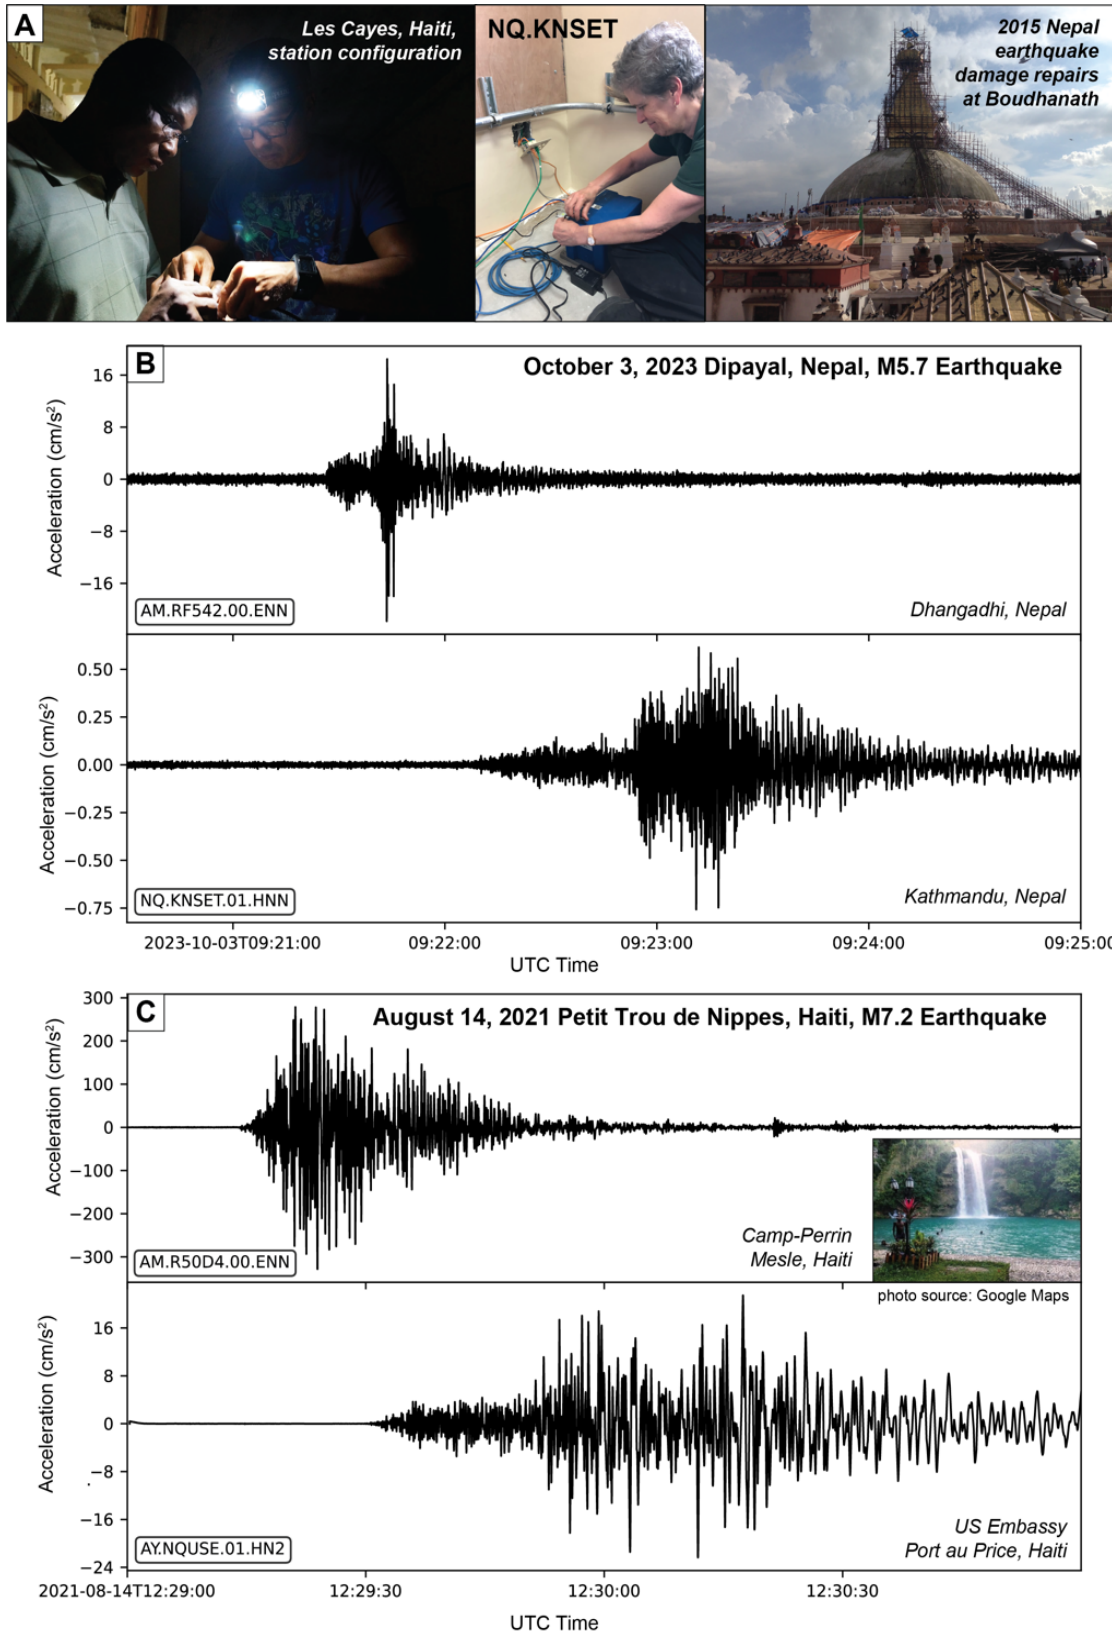 A
Les Cayes, Haiti,
station configuration
NQ.KNSET
2015 Nepal
earthquake
damage repairs
at Boudhanath
B
October 3, 2023 Dipayal, Nepal, M5.7 Earthquake
Acceleration (cm/s²)
16
8
0
−8
−16
AM.RF542.00.ENN
Dhangadhi, Nepal
Acceleration (cm/s²)
0.50
0.25
0.00
−0.25
−0.50
−0.75
NQ.KNSET.01.HNN
Kathmandu, Nepal
2023-10-03T09:21:00 09:22:00 09:23:00 09:24:00 09:25:00
UTC Time
C
August 14, 2021 Petit Trou de Nippes, Haiti, M7.2 Earthquake
Acceleration (cm/s²)
300
200
100
0
−100
−200
−300
AM.R50D4.00.ENN
Camp-Perrin
Mesle, Haiti
photo source: Google Maps
Acceleration (cm/s²)
16
8
0
−8
−16
−24
AY.NQUSE.01.HN2
US Embassy
Port au Price, Haiti
2021-08-14T12:29:00 12:29:30 12:30:00 12:30:30
UTC Time